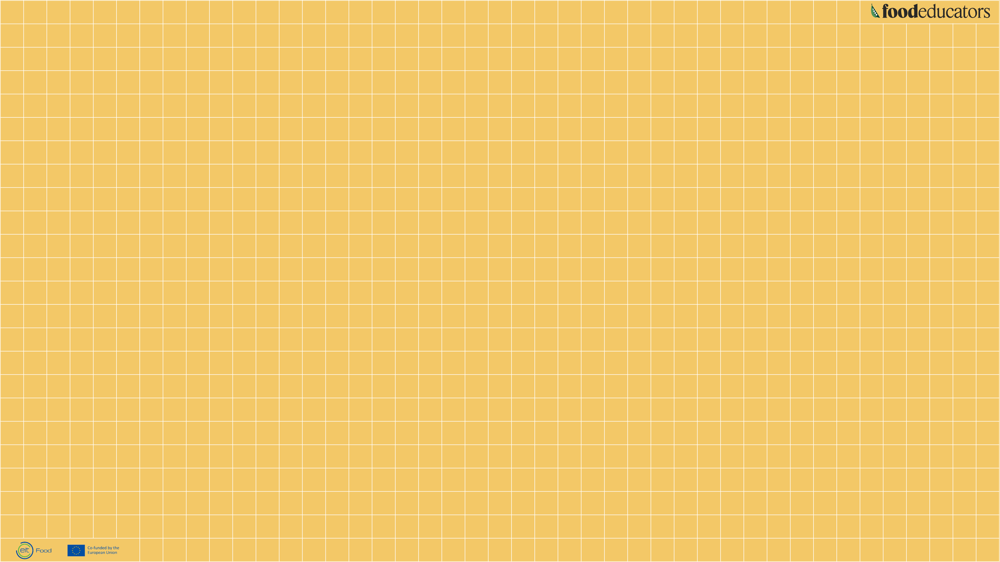 foodeducators
eit Food
Co-funded by the
European Union